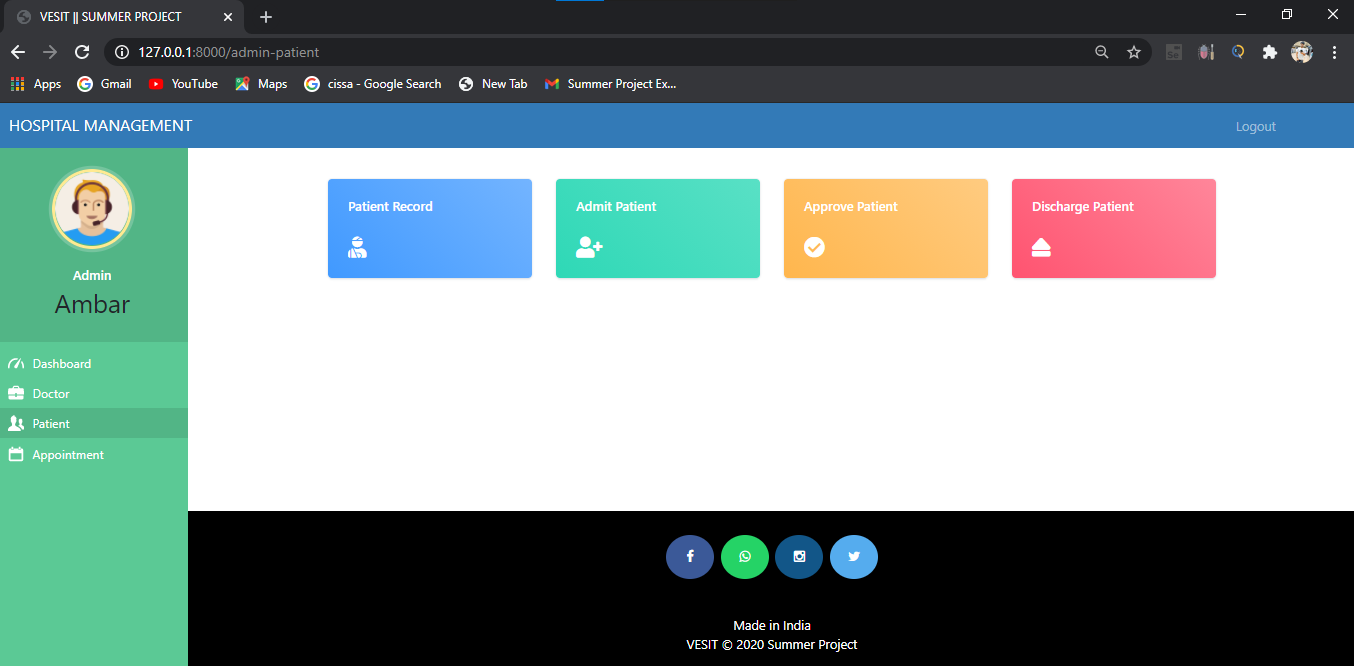 VESIT || SUMMER PROJECT
127.0.0.1:8000/admin-patient
Apps Gmail YouTube Maps cissa - Google Search New Tab Summer Project Ex...
HOSPITAL MANAGEMENT Logout
Admin
Ambar
Dashboard
Doctor
Patient
Appointment
Patient Record Admit Patient Approve Patient Discharge Patient
Made in India
VESIT © 2020 Summer Project